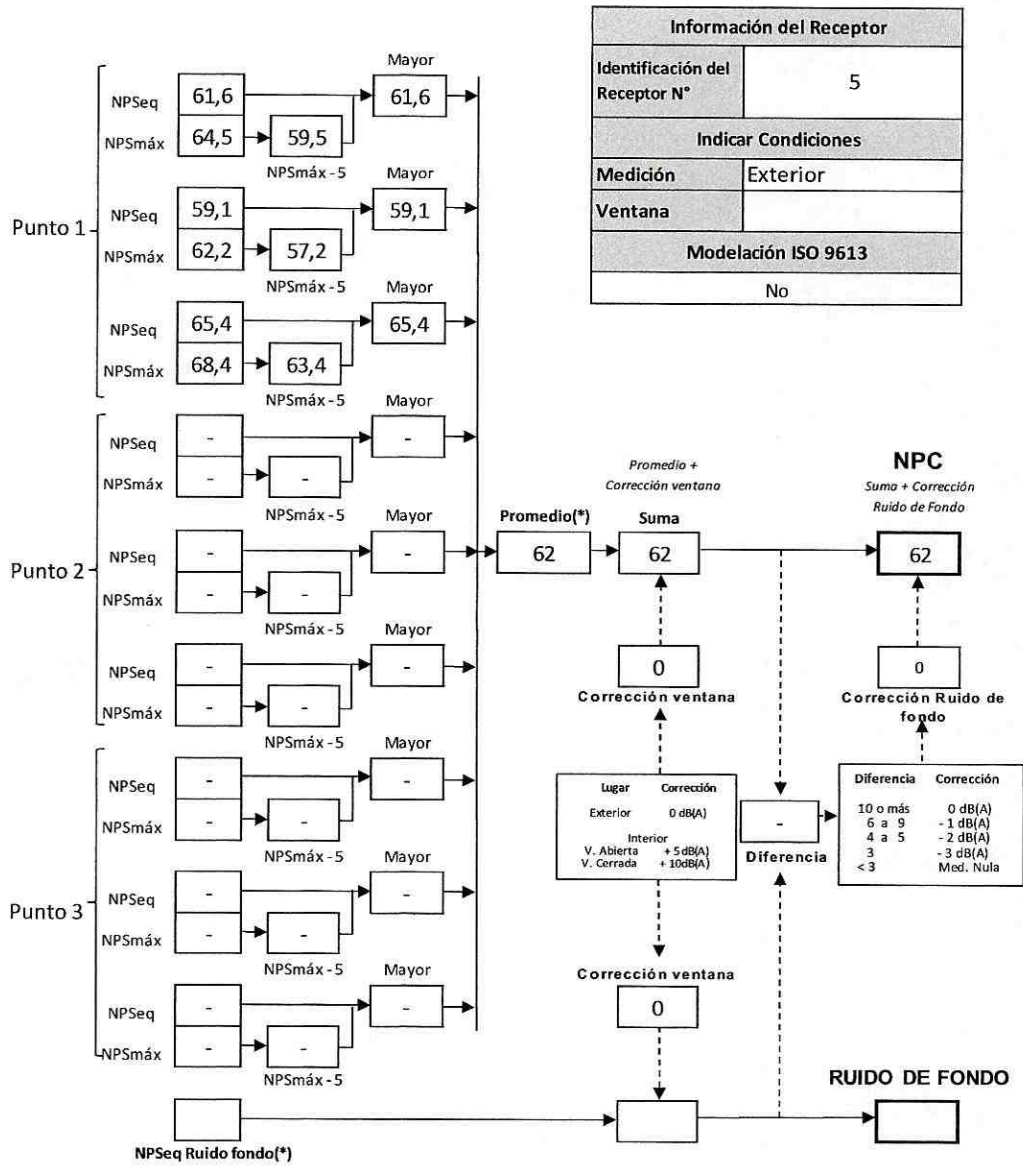 Información del Receptor
Identificación del Receptor N° 5
Indicar Condiciones
Medición Exterior
Ventana
Modelación ISO 9613
No
Punto 1
Mayor
NPSeq 61,6 61,6
NPSmáx 64,5 59,5
NPSmáx - 5
Mayor
NPSeq 59,1 59,1
NPSmáx 62,2 57,2
NPSmáx - 5
Mayor
NPSeq 65,4 65,4
NPSmáx 68,4 63,4
NPSmáx - 5
Punto 2
Mayor
NPSeq - -
NPSmáx - -
NPSmáx - 5
Mayor
NPSeq - -
NPSmáx - -
NPSmáx - 5
Mayor
NPSeq - -
NPSmáx - -
NPSmáx - 5
Punto 3
Mayor
NPSeq - -
NPSmáx - -
NPSmáx - 5
Mayor
NPSeq - -
NPSmáx - -
NPSmáx - 5
Mayor
NPSeq - -
NPSmáx - -
NPSmáx - 5
NPSeq Ruido fondo(*)
Promedio(*)
62
Promedio +
Corrección ventana
Suma
62
0
Corrección ventana
Lugar Corrección
Exterior 0 dB(A)
Interior
V. Abierta + 5dB(A)
V. Cerrada + 10dB(A)
Corrección ventana
0
-
Diferencia
NPC
Suma + Corrección
Ruido de Fondo
62
0
Corrección Ruido de
fondo
Diferencia Corrección
10 o más 0 dB(A)
6 a 9 - 1 dB(A)
4 a 5 - 2 dB(A)
3 - 3 dB(A)
< 3 Med. Nula
RUIDO DE FONDO